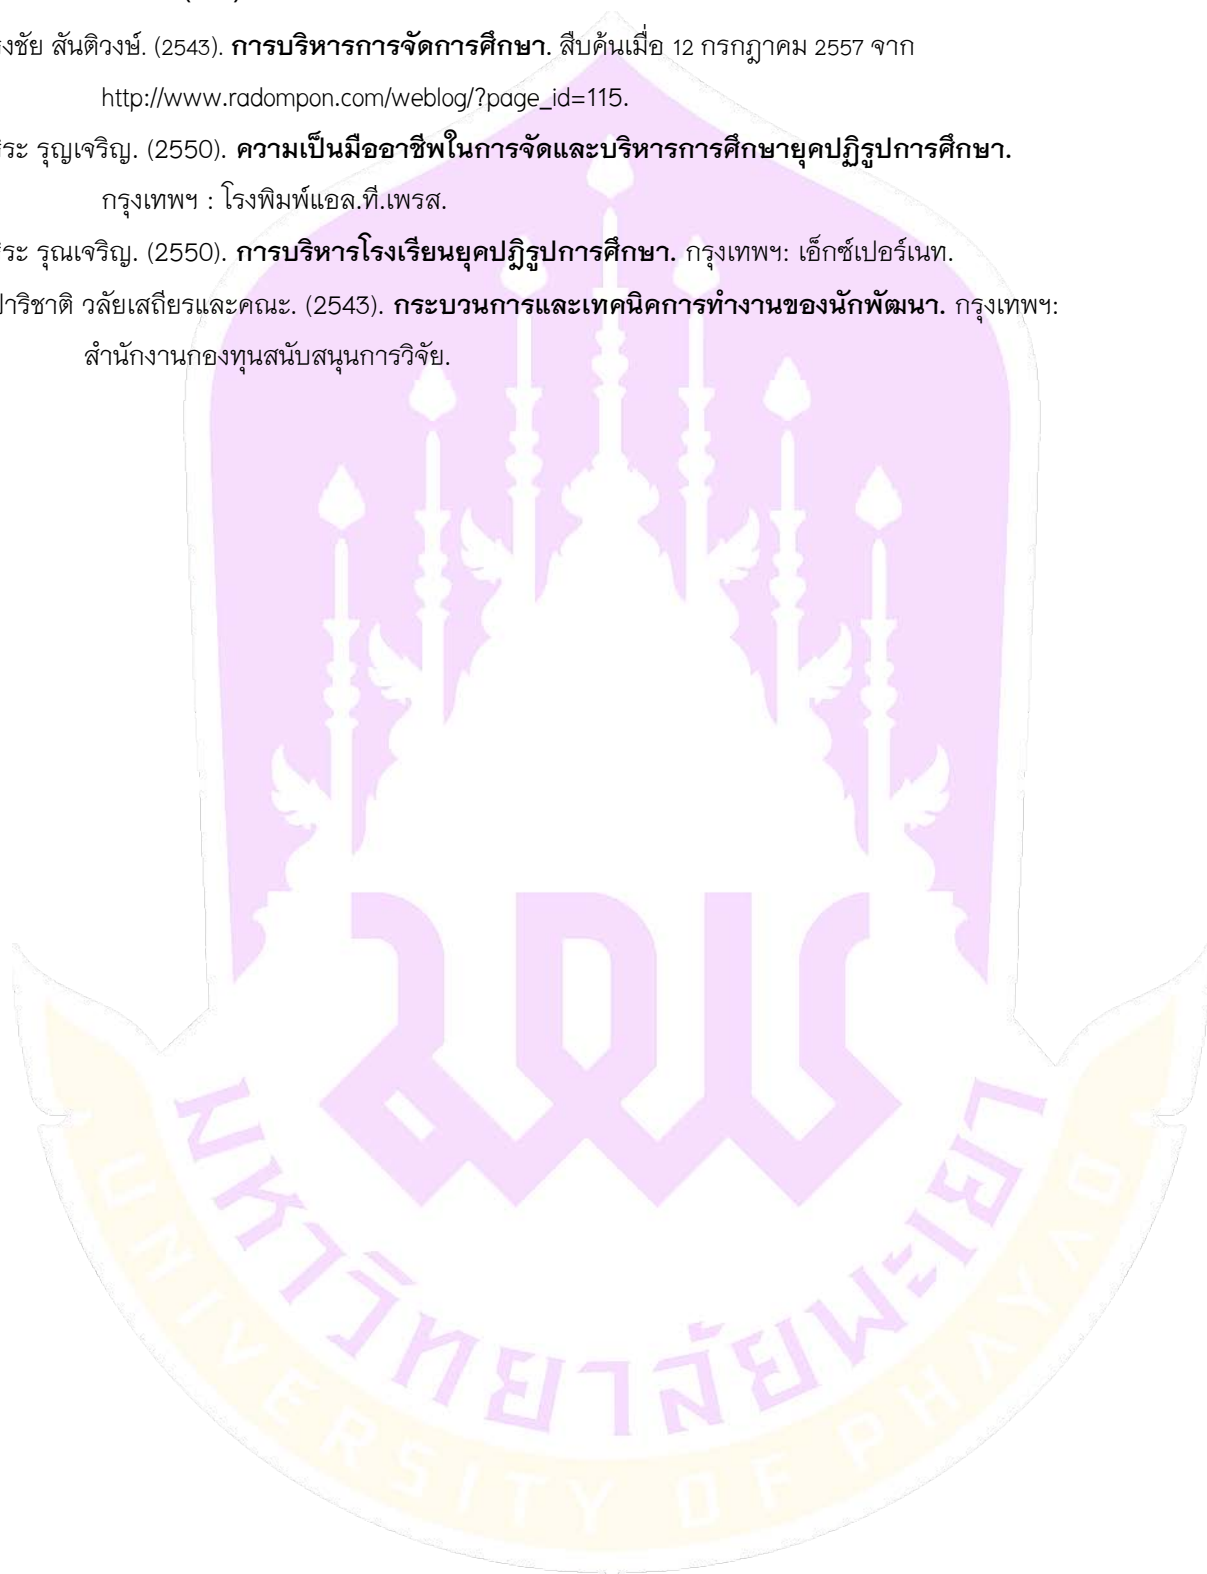 งชัย สันติวงษ์. (2543). การบริหารการจัดการศึกษา. สืบค้นเมื่อ 12 กรกฎาคม 2557 จาก
http://www.radompon.com/weblog/?page_id=115.
ระ รุญเจริญ. (2550). ความเป็นมืออาชีพในการจัดและบริหารการศึกษายุคปฏิรูปการศึกษา.
กรุงเทพฯ : โรงพิมพ์แอล.ที.เพรส.
ระ รุณเจริญ. (2550). การบริหารโรงเรียนยุคปฎิรูปการศึกษา. กรุงเทพฯ: เอ็กซ์เปอร์เนท.
ปาริชาติ วลัยเสถียรและคณะ. (2543). กระบวนการและเทคนิคการทำงานของนักพัฒนา. กรุงเทพฯ:
สำนักงานกองทุนสนับสนุนการวิจัย.
มหาวิทยาลัยพะเยา
UNIVERSITY OF PHAYAO